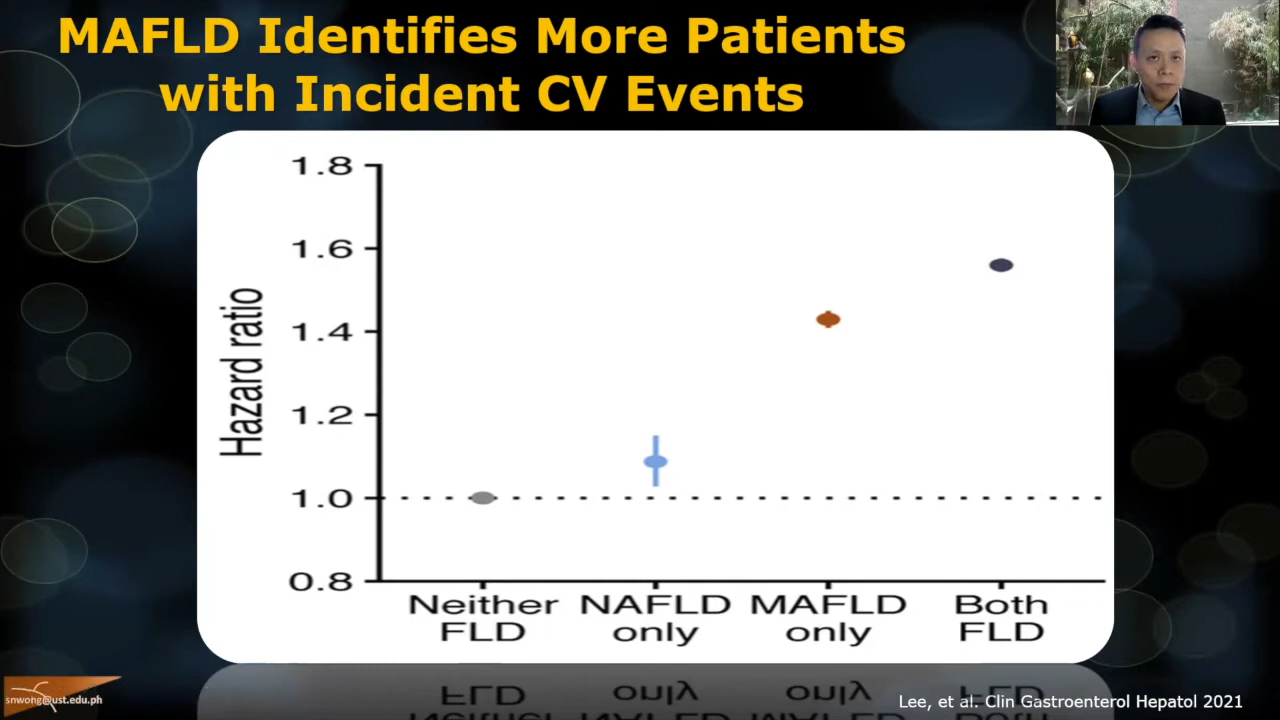 MAFLD Identifies More Patients
with Incident CV Events
1.8
1.6
1.4
1.2
1.0
0.8
Hazard ratio
Neither FLD
NAFLD only
MAFLD only
Both FLD
snwong@ust.edu.ph
Lee, et al. Clin Gastroenterol Hepatol 2021